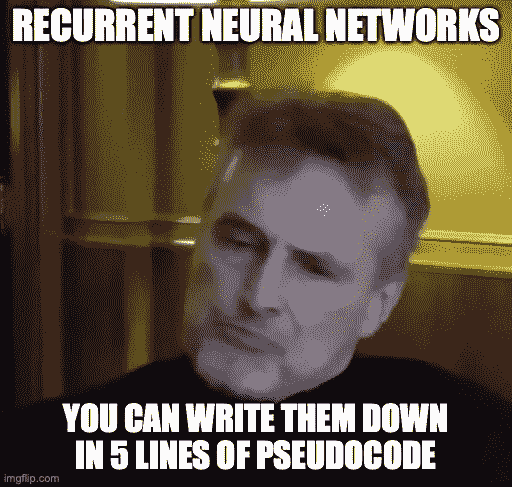 RECURRENT NEURAL NETWORKS
YOU CAN WRITE THEM DOWN
IN 5 LINES OF PSEUDOCODE
imgflip.com